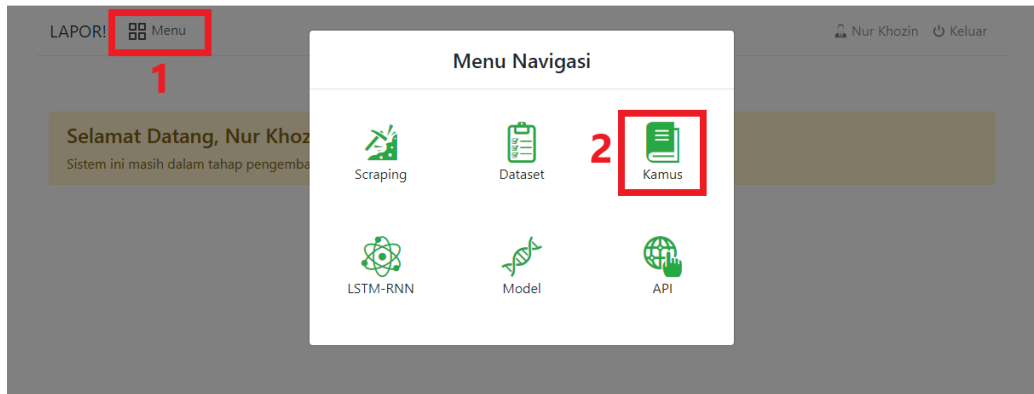 LAPOR! Menu Nur Khozin Keluar
1
Menu Navigasi
Selamat Datang, Nur Khoz
Sistem ini masih dalam tahap pengemba
2
Scraping Dataset Kamus
LSTM-RNN Model API